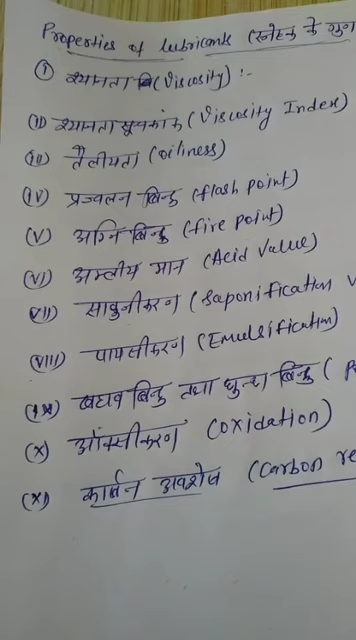 Properties of lubricants (स्नेहक के गुण
(I) श्यानता (Viscosity) :-
(II) श्यानता सूचकांक (Viscosity Index)
(III) तैलीयता (oiliness)
(IV) प्रज्वलन बिन्दु (flash point)
(V) अग्नि बिन्दु (fire point)
(VI) अम्लीय मान (Acid Value)
(VII) साबुनीकरण (Saponification V
(VIII) पायसीकरण (Emulsification)
(IX) बहाव बिन्दु तथा धुन्ध बिन्दु (P
(X) ऑक्सीकरण (oxidation)
(XI) कार्बन अवशेष (Carbon re